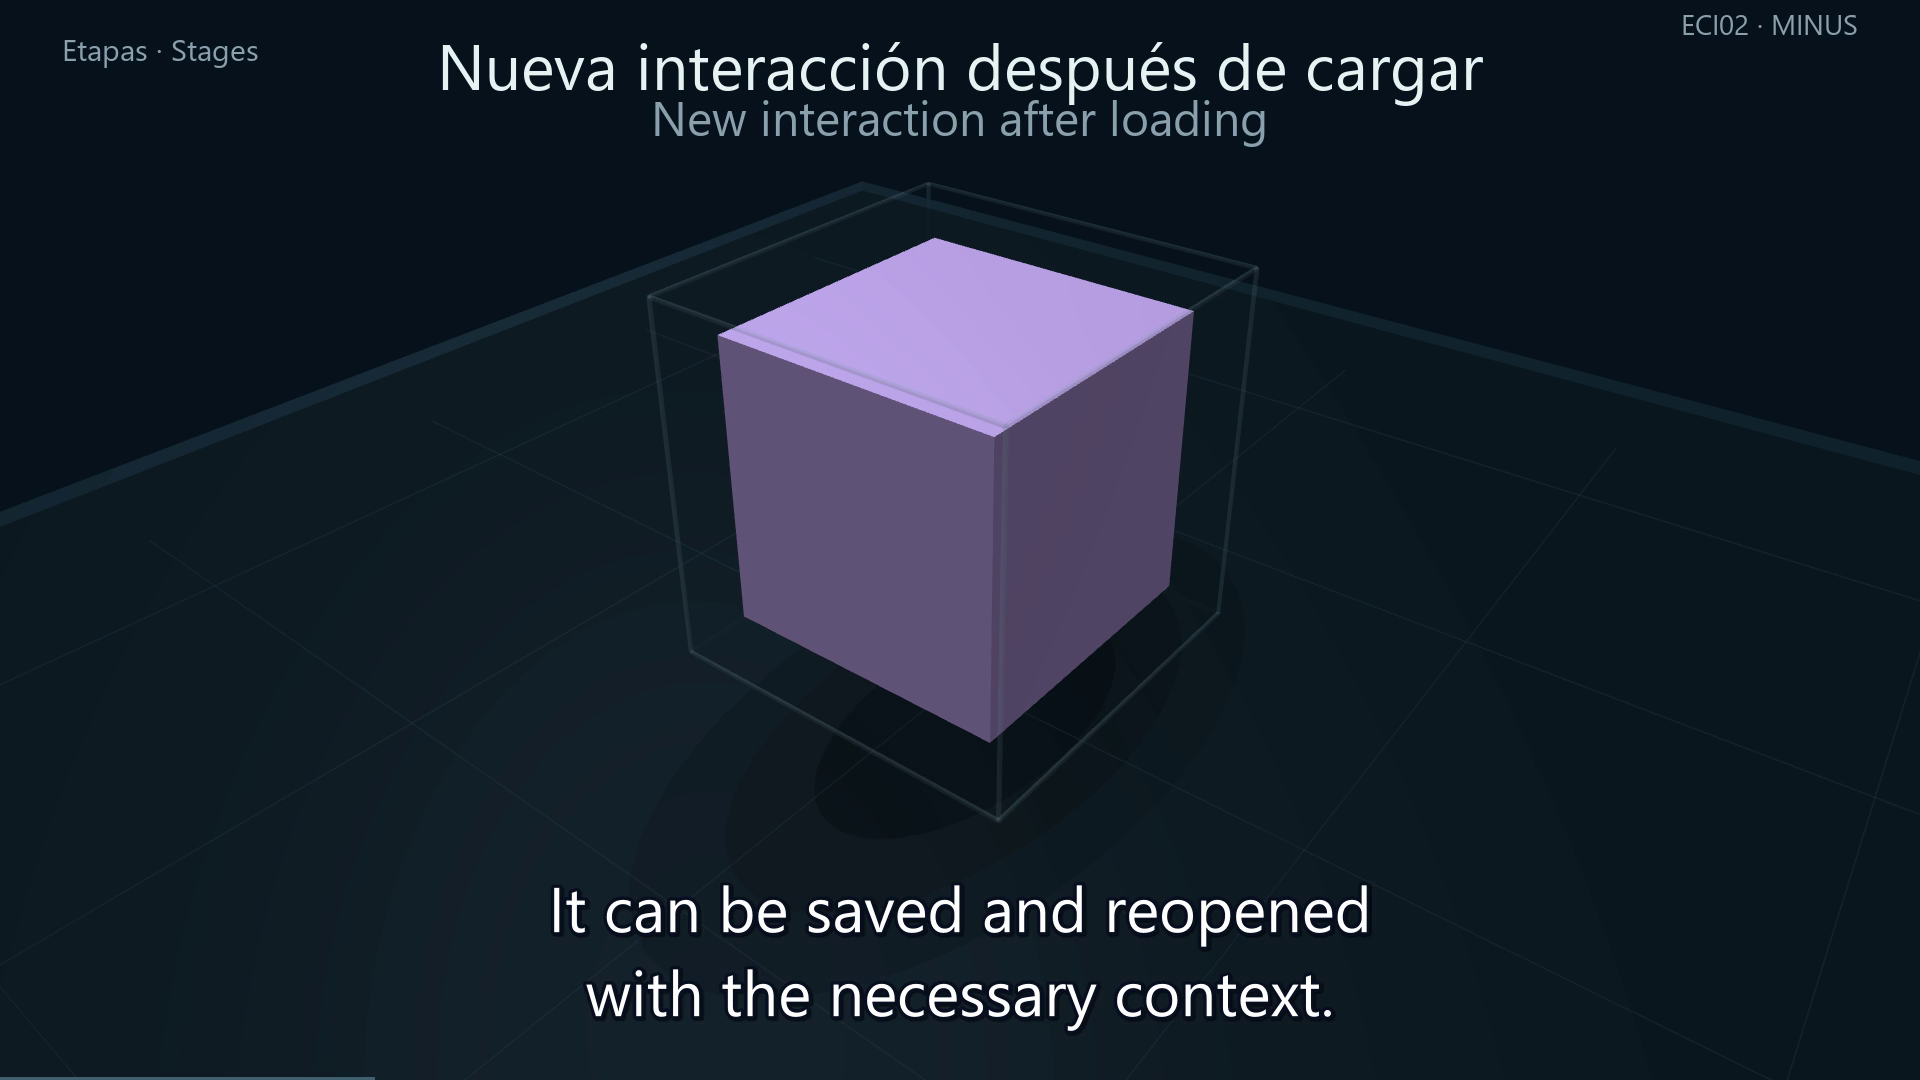 Etapas · Stages
ECI02 · MINUS
Nueva interacción después de cargar
New interaction after loading
It can be saved and reopened
with the necessary context.